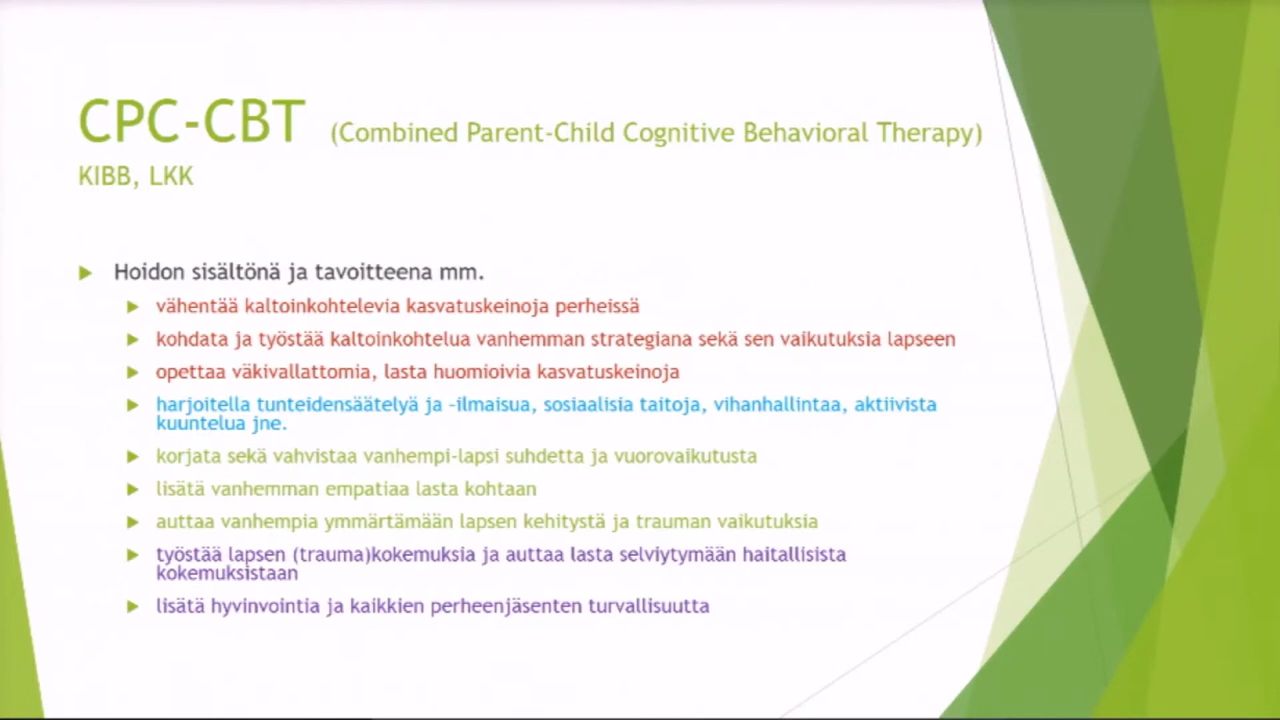 CPC-CBT (Combined Parent-Child Cognitive Behavioral Therapy)
KIBB, LKK
Hoidon sisältönä ja tavoitteena mm.
vähentää kaltoinkohtelevia kasvatuskeinoja perheissä
kohdata ja työstää kaltoinkohtelua vanhemman strategiana sekä sen vaikutuksia lapseen
opettaa väkivallattomia, lasta huomioivia kasvatuskeinoja
harjoitella tunteidensäätelyä ja -ilmaisua, sosiaalisia taitoja, vihanhallintaa, aktiivista
kuuntelua jne.
korjata sekä vahvistaa vanhempi-lapsi suhdetta ja vuorovaikutusta
lisätä vanhemman empatiaa lasta kohtaan
auttaa vanhempia ymmärtämään lapsen kehitystä ja trauman vaikutuksia
työstää lapsen (trauma)kokemuksia ja auttaa lasta selviytymään haitallisista
kokemuksistaan
lisätä hyvinvointia ja kaikkien perheenjäsenten turvallisuutta